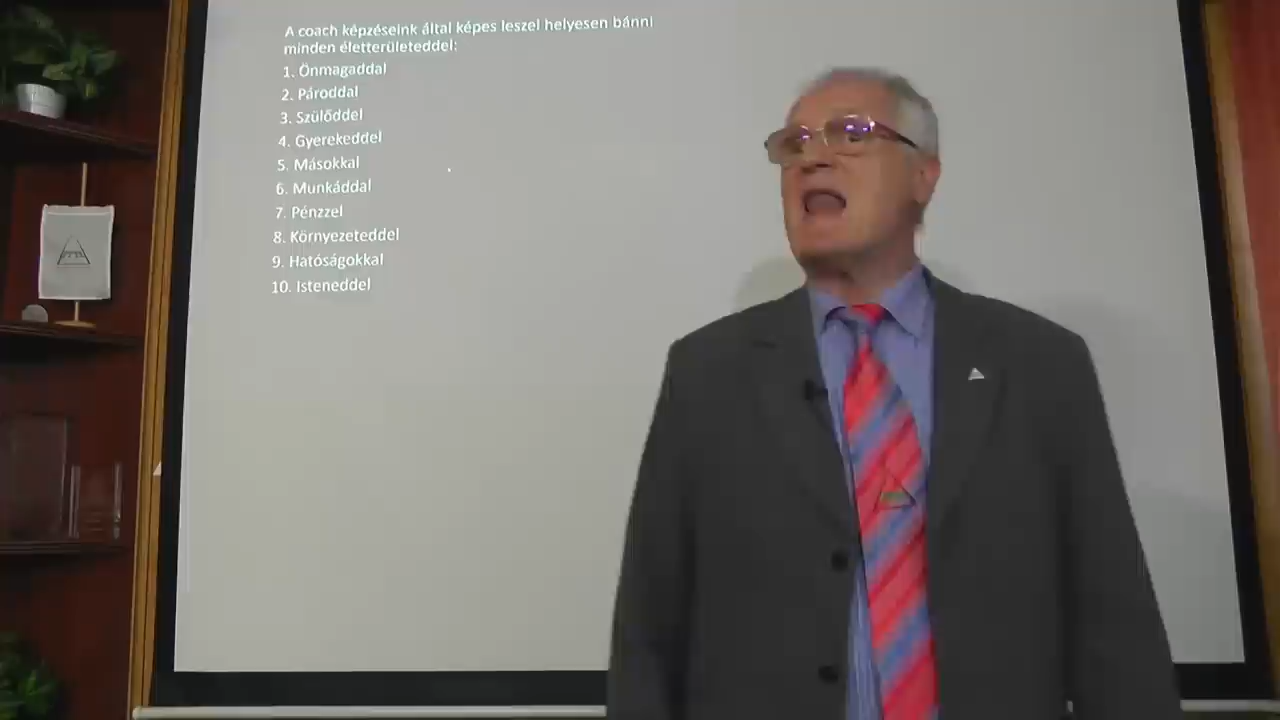 A coach képzéseink által képes leszel helyesen bánni
minden életterületeddel:
1. Önmagaddal
2. Pároddal
3. Szülőddel
4. Gyerekeddel
5. Másokkal
6. Munkáddal
7. Pénzzel
8. Környezeteddel
9. Hatóságokkal
10. Isteneddel